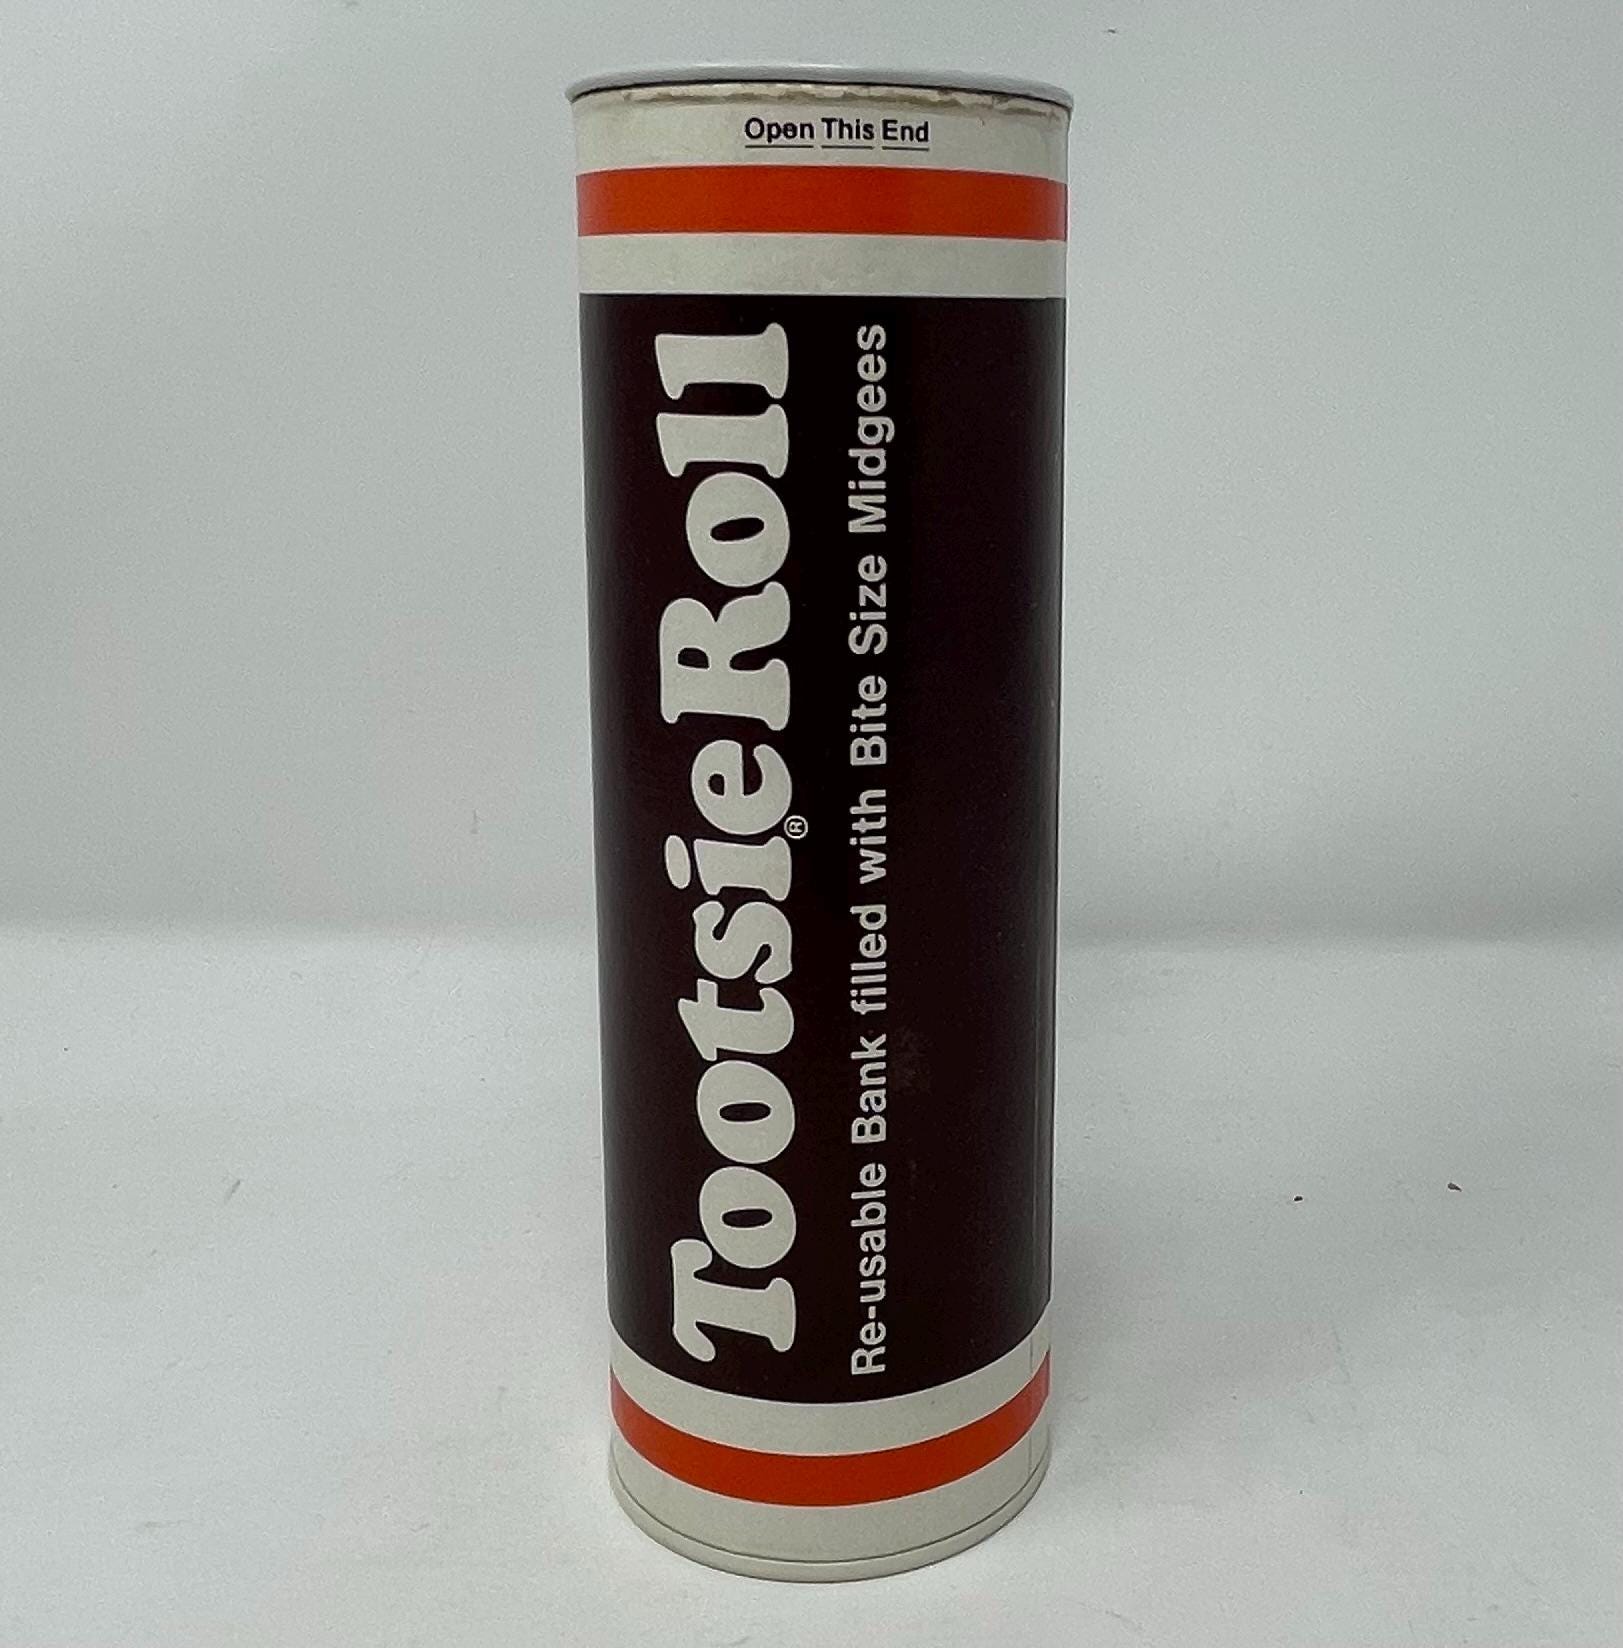 Open This End
Tootsie Roll
®
Re-usable Bank filled with Bite Size Midgees